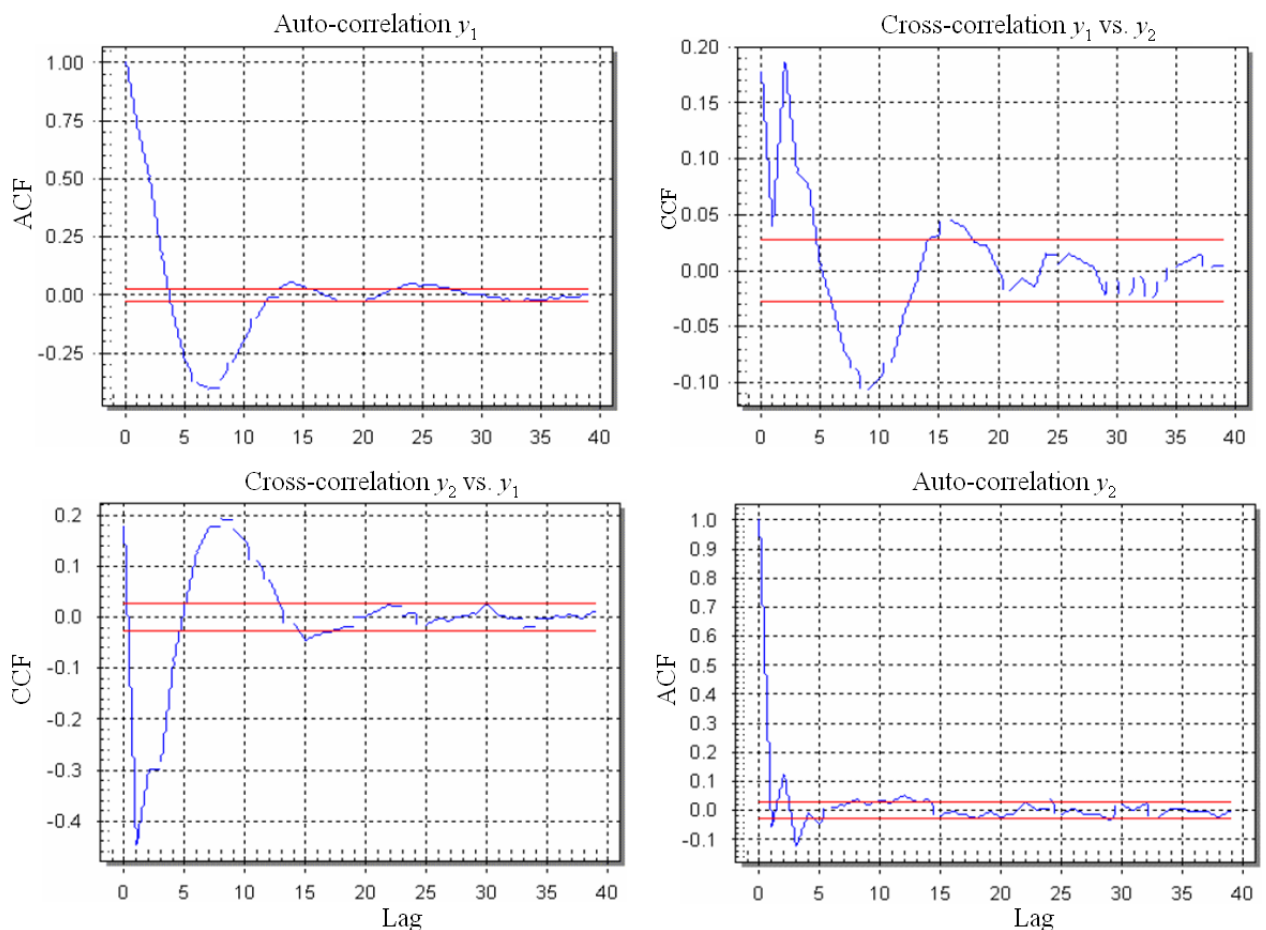 Auto-correlation y1
ACF
1.00
0.75
0.50
0.25
0.00
-0.25
0 5 10 15 20 25 30 35 40
Cross-correlation y1 vs. y2
CCF
0.20
0.15
0.10
0.05
0.00
-0.05
-0.10
0 5 10 15 20 25 30 35 40
Cross-correlation y2 vs. y1
CCF
0.2
0.1
0.0
-0.1
-0.2
-0.3
-0.4
0 5 10 15 20 25 30 35 40
Lag
Auto-correlation y2
ACF
1.0
0.9
0.8
0.7
0.6
0.5
0.4
0.3
0.2
0.1
0.0
-0.1
0 5 10 15 20 25 30 35 40
Lag